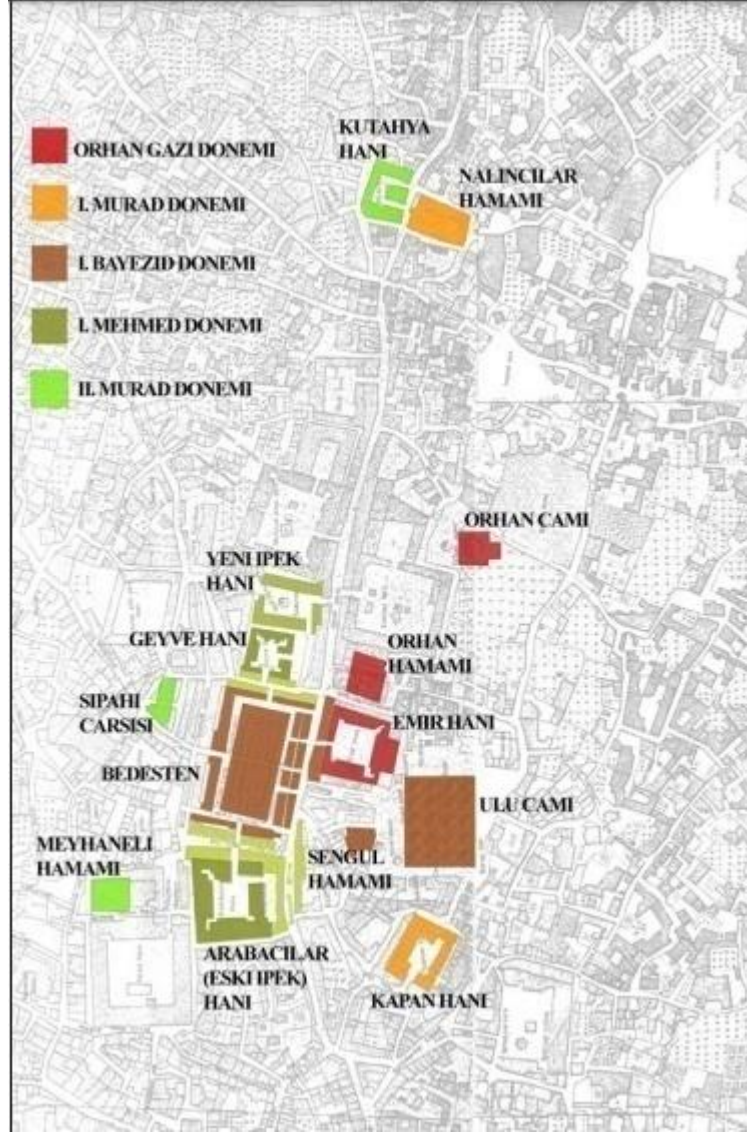 ORHAN GAZI DONEMI
I. MURAD DONEMI
I. BAYEZID DONEMI
I. MEHMED DONEMI
II. MURAD DONEMI
KUTAHYA
HANI
NALINCILAR
HAMAMI
ORHAN CAMI
YENI IPEK
HANI
GEYVE HANI
ORHAN
HAMAMI
SIPAHI
CARSISI
EMIR HANI
BEDESTEN
ULU CAMI
MEYHANELI
HAMAMI
SENGUL
HAMAMI
ARABACILAR
(ESKI IPEK)
HANI
KAPAN HANI